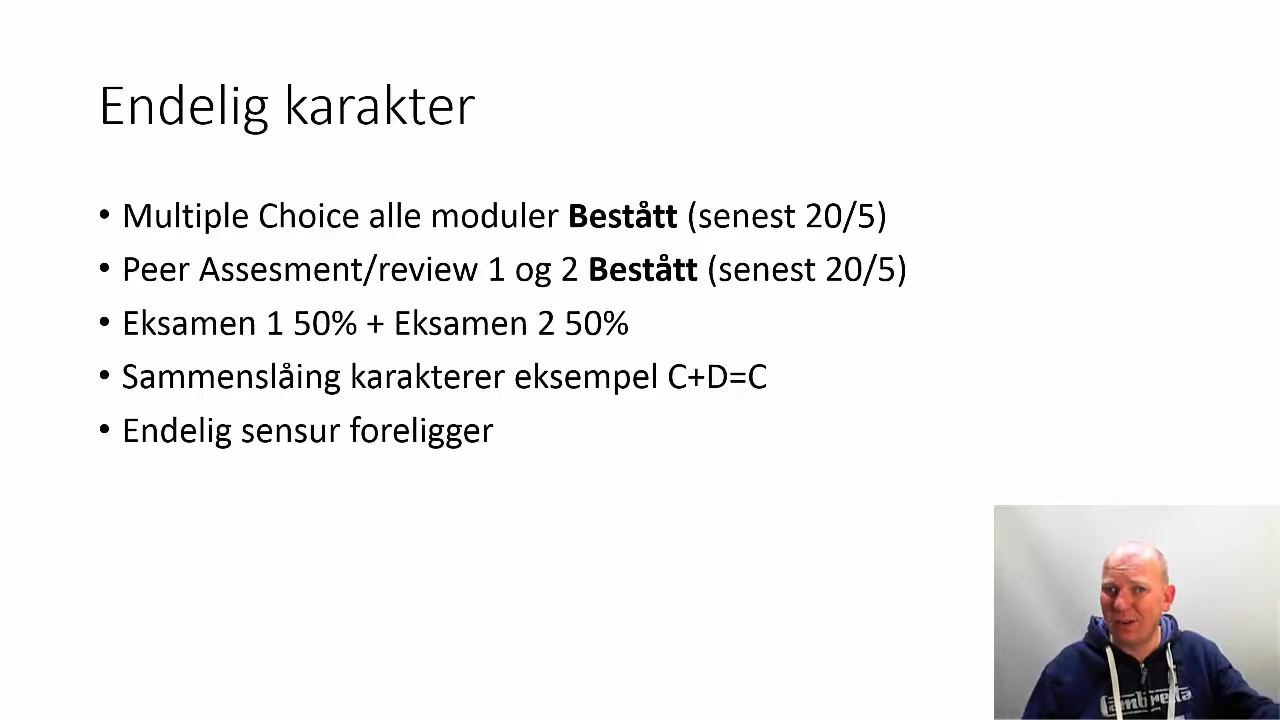 Endelig karakter
• Multiple Choice alle moduler Bestått (senest 20/5)
• Peer Assesment/review 1 og 2 Bestått (senest 20/5)
• Eksamen 1 50% + Eksamen 2 50%
• Sammenslåing karakterer eksempel C+D=C
• Endelig sensur foreligger
Lambretta